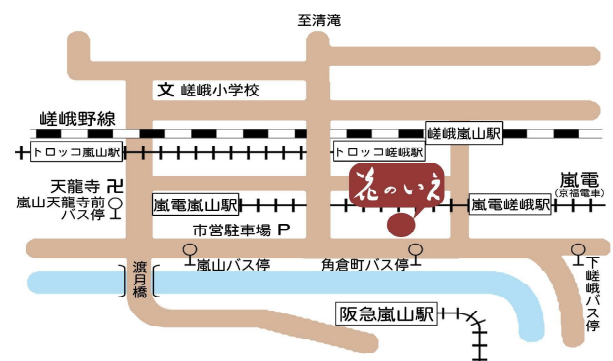 至清滝
文 嵯峨小学校
嵯峨野線
嵯峨嵐山駅
トロッコ嵐山駅
トロッコ嵯峨駅
天龍寺 卍
嵐山天龍寺前
バス停
花のいえ
嵐電
(京福電車)
嵐電嵐山駅
嵐電嵯峨駅
市営駐車場 P
渡月橋
嵐山バス停
角倉町バス停
下嵯峨バス停
阪急嵐山駅